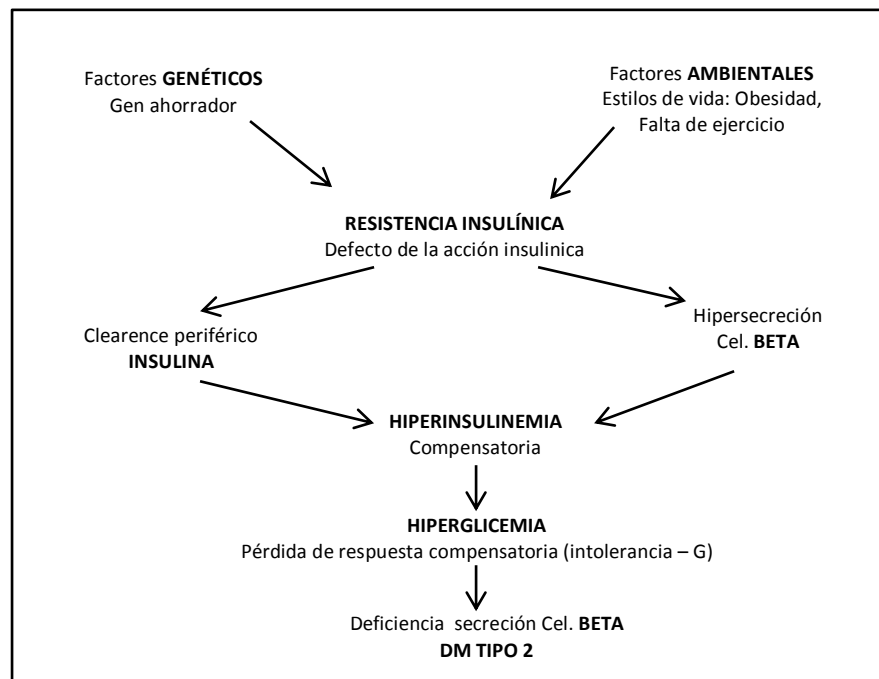 Factores GENÉTICOS
Gen ahorrador
Factores AMBIENTALES
Estilos de vida: Obesidad,
Falta de ejercicio
RESISTENCIA INSULÍNICA
Defecto de la acción insulinica
Clearence periférico
INSULINA
Hipersecreción
Cel. BETA
HIPERINSULINEMIA
Compensatoria
HIPERGLICEMIA
Pérdida de respuesta compensatoria (intolerancia – G)
Deficiencia secreción Cel. BETA
DM TIPO 2